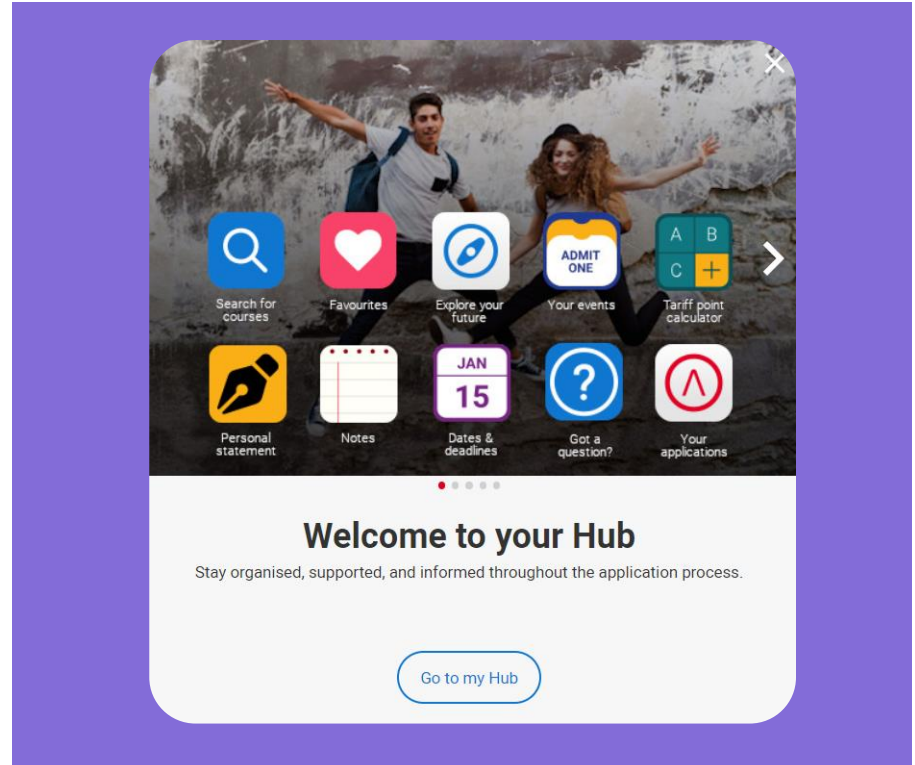 ADMIT
ONE
A B
C +
Search for
courses
Favourites
Explore your
future
Your events
Tariff point
calculator
JAN
15
?
Personal
statement
Notes
Dates &
deadlines
Got a
question?
Your
applications
Welcome to your Hub
Stay organised, supported, and informed throughout the application process.
Go to my Hub